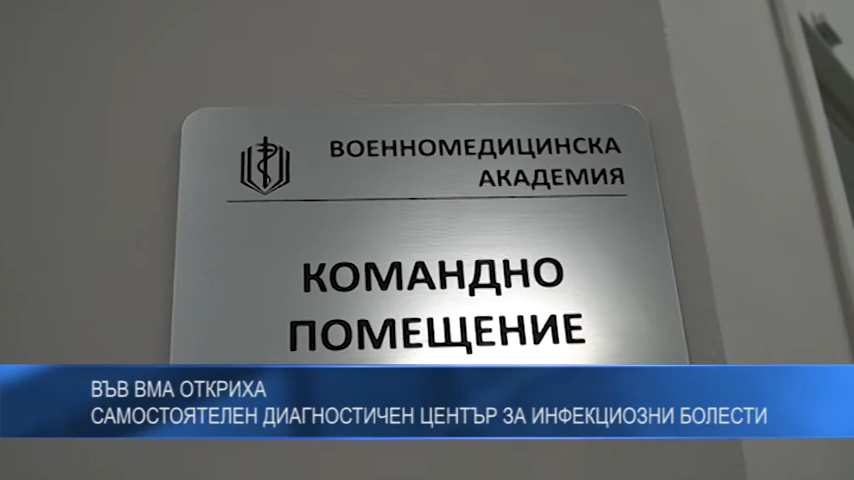 ВОЕННОМЕДИЦИНСКА
АКАДЕМИЯ
КОМАНДНО
ПОМЕЩЕНИЕ
ВЪВ ВМА ОТКРИХА
САМОСТОЯТЕЛЕН ДИАГНОСТИЧЕН ЦЕНТЪР ЗА ИНФЕКЦИОЗНИ БОЛЕСТИ